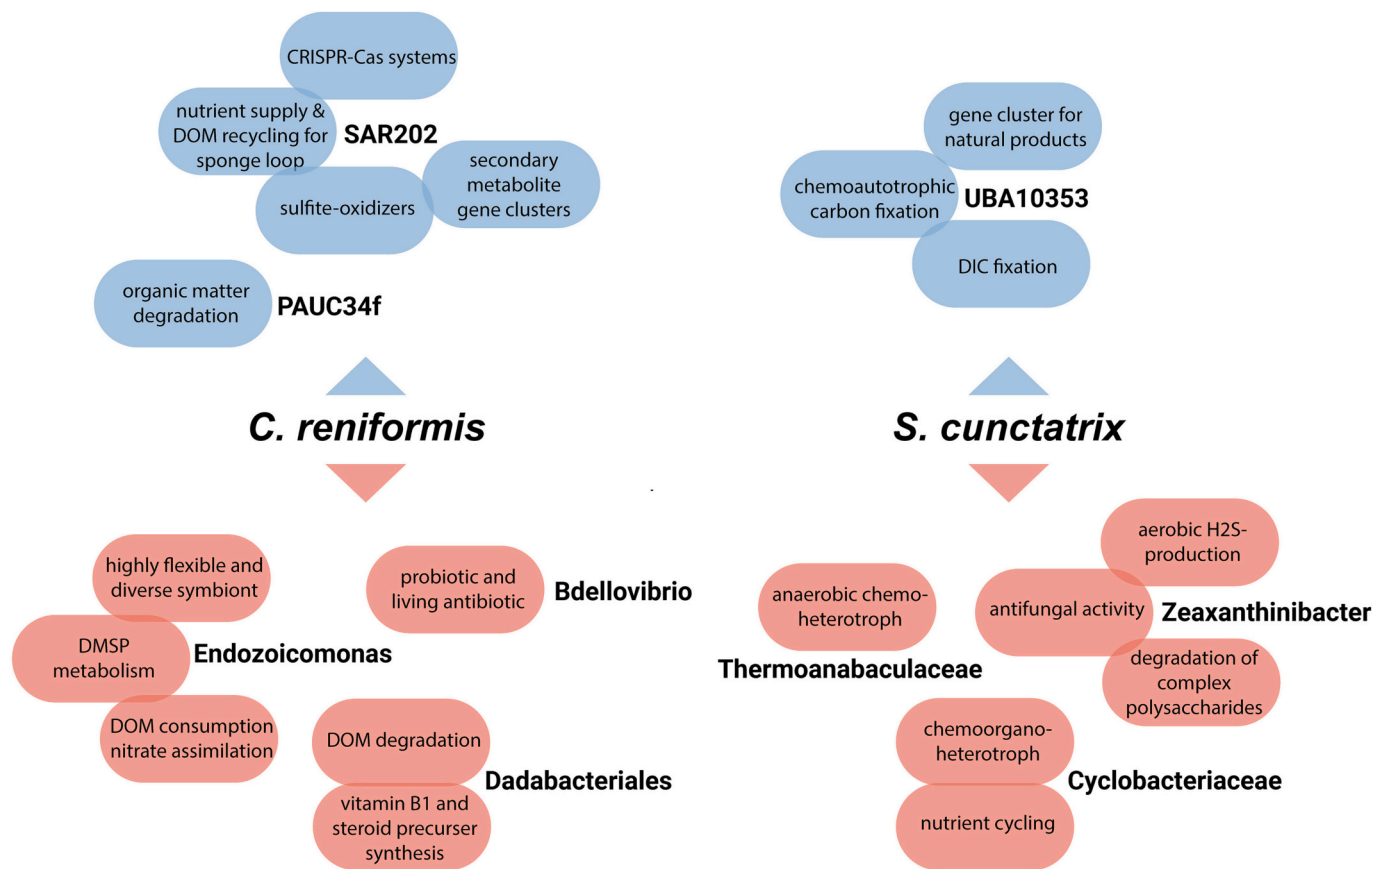 CRISPR-Cas systems
nutrient supply &
DOM recycling for
sponge loop
SAR202
secondary
metabolite
gene clusters
sulfite-oxidizers
organic matter
degradation
PAUC34f
gene cluster for
natural products
chemoautotrophic
carbon fixation
UBA10353
DIC fixation
C. reniformis
S. cunctatrix
highly flexible and
diverse symbiont
DMSP
metabolism
Endozoicomonas
DOM consumption
nitrate assimilation
probiotic and
living antibiotic
Bdellovibrio
DOM degradation
Dadabacteriales
vitamin B1 and
steroid precurser
synthesis
aerobic H2S-
production
anaerobic chemo-
heterotroph
Thermoanabaculaceae
antifungal activity
Zeaxanthinibacter
degradation of
complex
polysaccharides
chemoorgano-
heterotroph
Cyclobacteriaceae
nutrient cycling